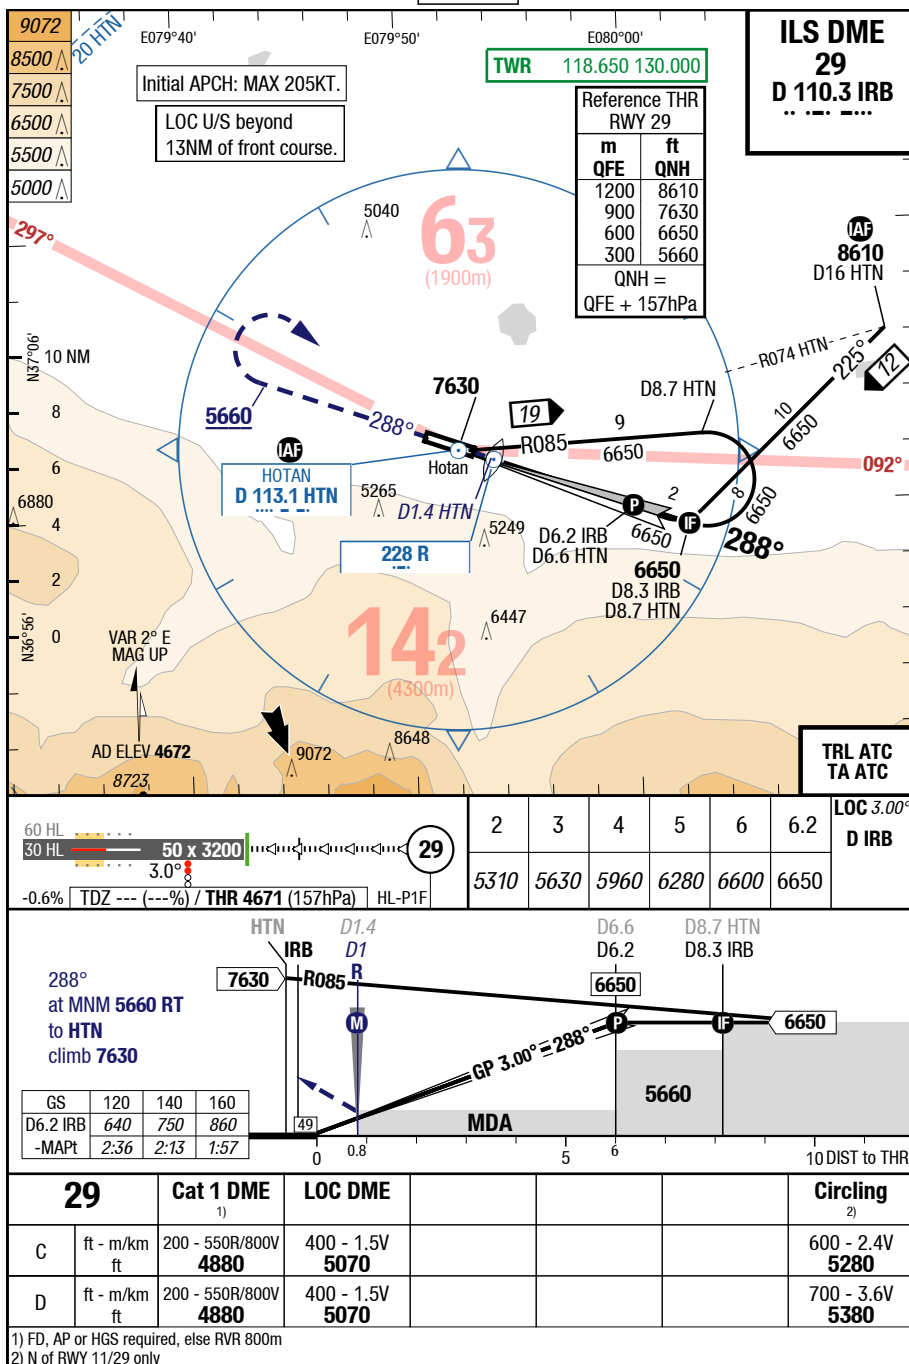 9072
8500
7500
6500
5500
5000
20 HTN
E079°40'
E079°50'
E080°00'
Initial APCH: MAX 205KT.
LOC U/S beyond
13NM of front course.
TWR 118.650 130.000
ILS DME
29
D 110.3 IRB
Reference THR
RWY 29
m ft
QFE QNH
1200 8610
900 7630
600 6650
300 5660
QNH =
QFE + 157hPa
297°
5040
63
(1900m)
IAF
8610
D16 HTN
R074 HTN
225°
12
N37°06'
10 NM
8
6
4
2
0
N36°56'
7630
D8.7 HTN
19
9
10
6650
5660
288°
R085
6650
092°
IAF
Hotan
HOTAN
D 113.1 HTN
5265
D1.4 HTN
2
8
6650
6880
P
IF
5249
6650
D6.2 IRB
D6.6 HTN
288°
228 R
6650
D8.3 IRB
D8.7 HTN
6447
142
(4300m)
VAR 2° E
MAG UP
AD ELEV 4672
8723
9072
8648
TRL ATC
TA ATC
60 HL
30 HL
50 x 3200
29
3.0°
-0.6% TDZ --- (---%) / THR 4671 (157hPa) HL-P1F
2 3 4 5 6 6.2 LOC 3.00°
D IRB
5310 5630 5960 6280 6600 6650
HTN D1.4 D6.6 D8.7 HTN
IRB D1 D6.2 D8.3 IRB
R
288°
at MNM 5660 RT
to HTN
climb 7630
7630 R085
6650
M
P
IF
6650
GP 3.00° 288°
5660
MDA
49
0 0.8 5 6 10 DIST to THR
GS 120 140 160
D6.2 IRB 640 750 860
-MAPt 2:36 2:13 1:57
29 Cat 1 DME LOC DME Circling
1) 2)
C ft - m/km 200 - 550R/800V 400 - 1.5V 600 - 2.4V
ft 4880 5070 5280
D ft - m/km 200 - 550R/800V 400 - 1.5V 700 - 3.6V
ft 4880 5070 5380
1) FD, AP or HGS required, else RVR 800m
2) N of RWY 11/29 only